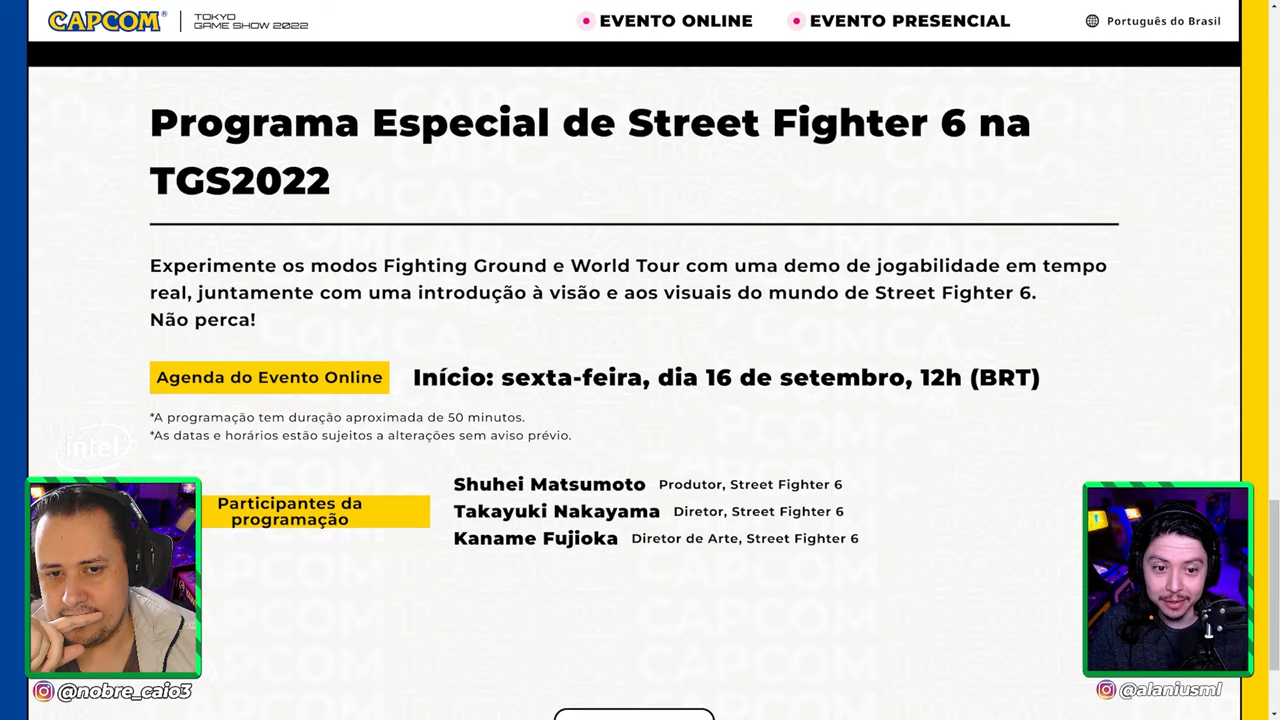 CAPCOM
TOKYO
GAME SHOW 2022
EVENTO ONLINE
EVENTO PRESENCIAL
Português do Brasil
Programa Especial de Street Fighter 6 na
TGS2022
Experimente os modos Fighting Ground e World Tour com uma demo de jogabilidade em tempo
real, juntamente com uma introdução à visão e aos visuais do mundo de Street Fighter 6.
Não perca!
Agenda do Evento Online
Início: sexta-feira, dia 16 de setembro, 12h (BRT)
*A programação tem duração aproximada de 50 minutos.
*As datas e horários estão sujeitos a alterações sem aviso prévio.
intel
Participantes da
programação
Shuhei Matsumoto Produtor, Street Fighter 6
Takayuki Nakayama Diretor, Street Fighter 6
Kaname Fujioka Diretor de Arte, Street Fighter 6
@nobre_caio3
@alaniusml